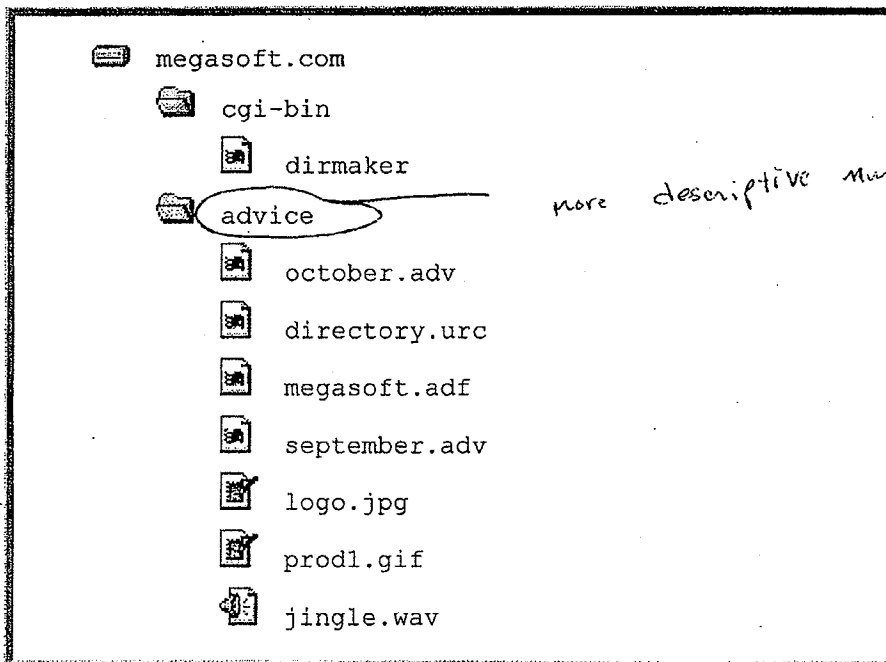 megasoft.com
cgi-bin
dirmaker
advice
more descriptive
october.adv
directory.urc
megasoft.adf
september.adv
logo.jpg
prod1.gif
jingle.wav